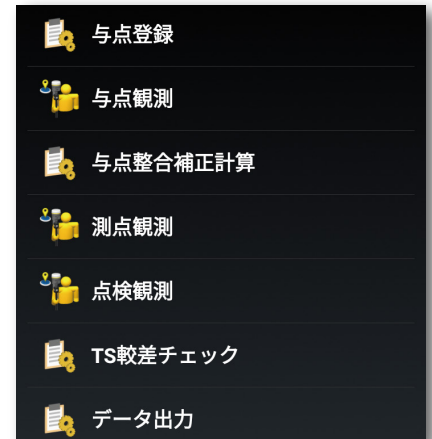 与点登録
与点観測
与点整合補正計算
測点観測
点検観測
TS較差チェック
データ出力